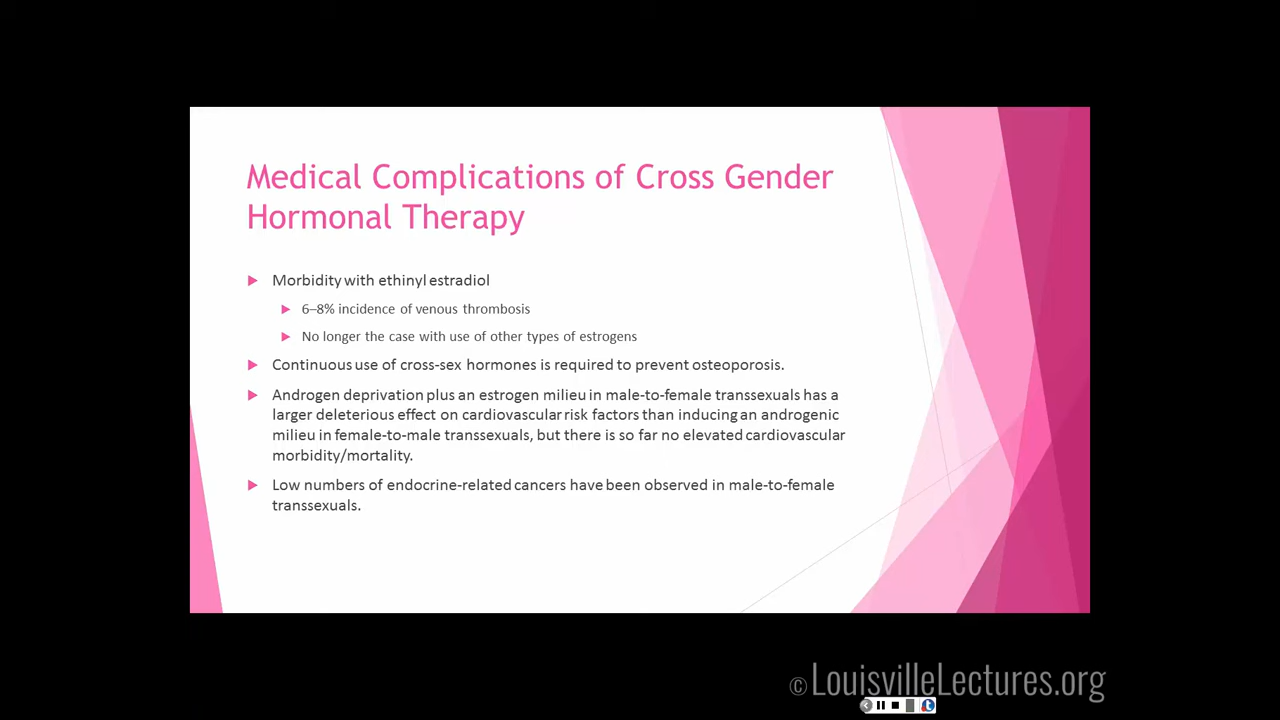 Medical Complications of Cross Gender
Hormonal Therapy
Morbidity with ethinyl estradiol
6–8% incidence of venous thrombosis
No longer the case with use of other types of estrogens
Continuous use of cross-sex hormones is required to prevent osteoporosis.
Androgen deprivation plus an estrogen milieu in male-to-female transsexuals has a
larger deleterious effect on cardiovascular risk factors than inducing an androgenic
milieu in female-to-male transsexuals, but there is so far no elevated cardiovascular
morbidity/mortality.
Low numbers of endocrine-related cancers have been observed in male-to-female
transsexuals.
© LouisvilleLectures.org